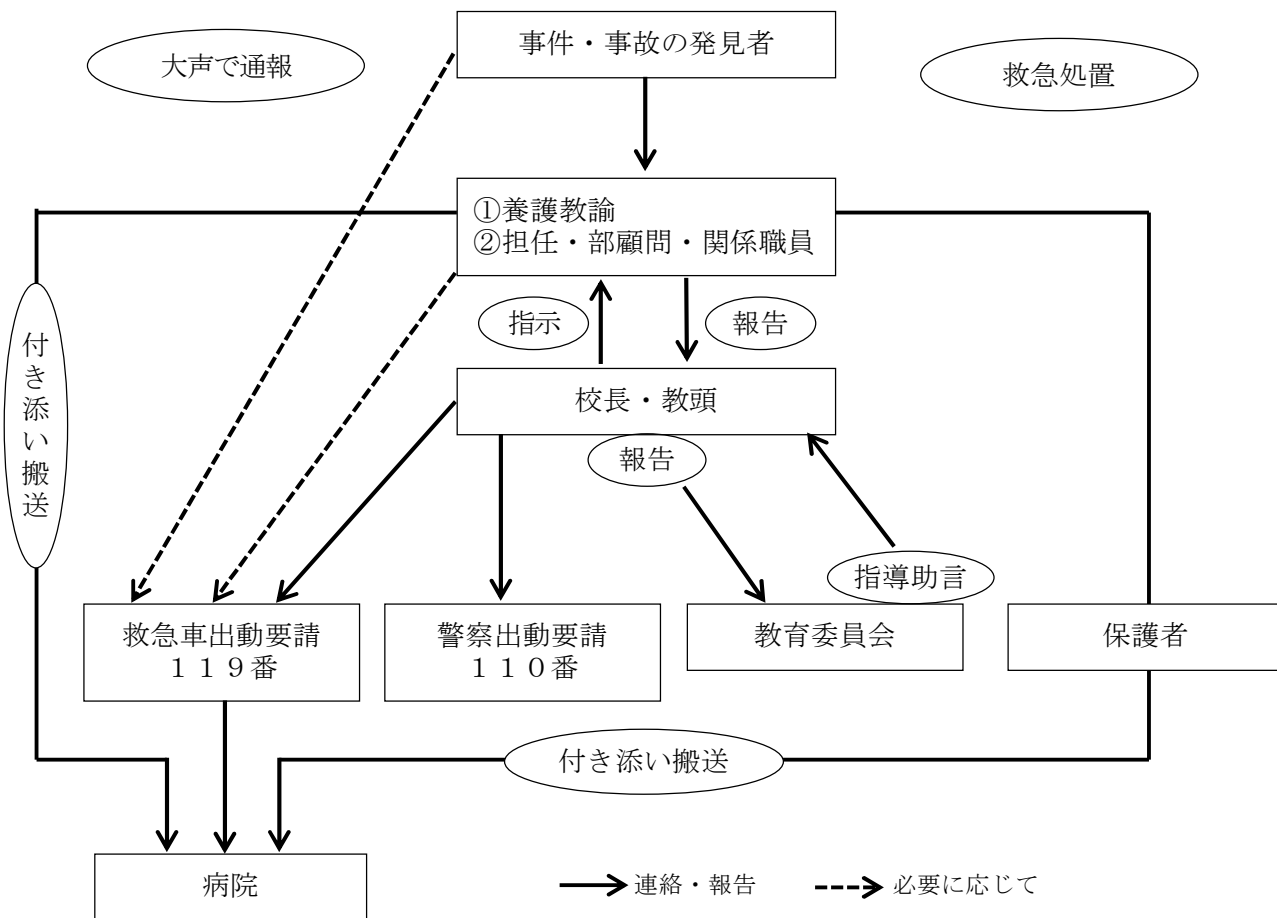 事件・事故の発見者
大声で通報
救急処置
①養護教諭
②担任・部顧問・関係職員
指示
報告
付き添い搬送
校長・教頭
報告
指導助言
救急車出動要請
１１９番
警察出動要請
１１０番
教育委員会
保護者
付き添い搬送
病院
連絡・報告
必要に応じて